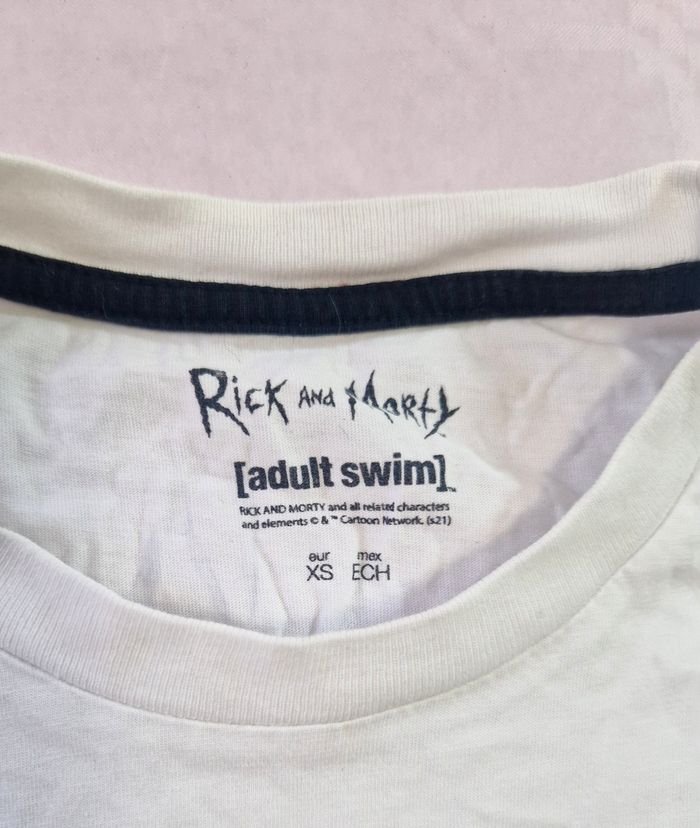 Rick and Morty
[adult swim]™
RICK AND MORTY and all related characters
and elements © & ™ Cartoon Network. (s21)
eur mex
XS ECH